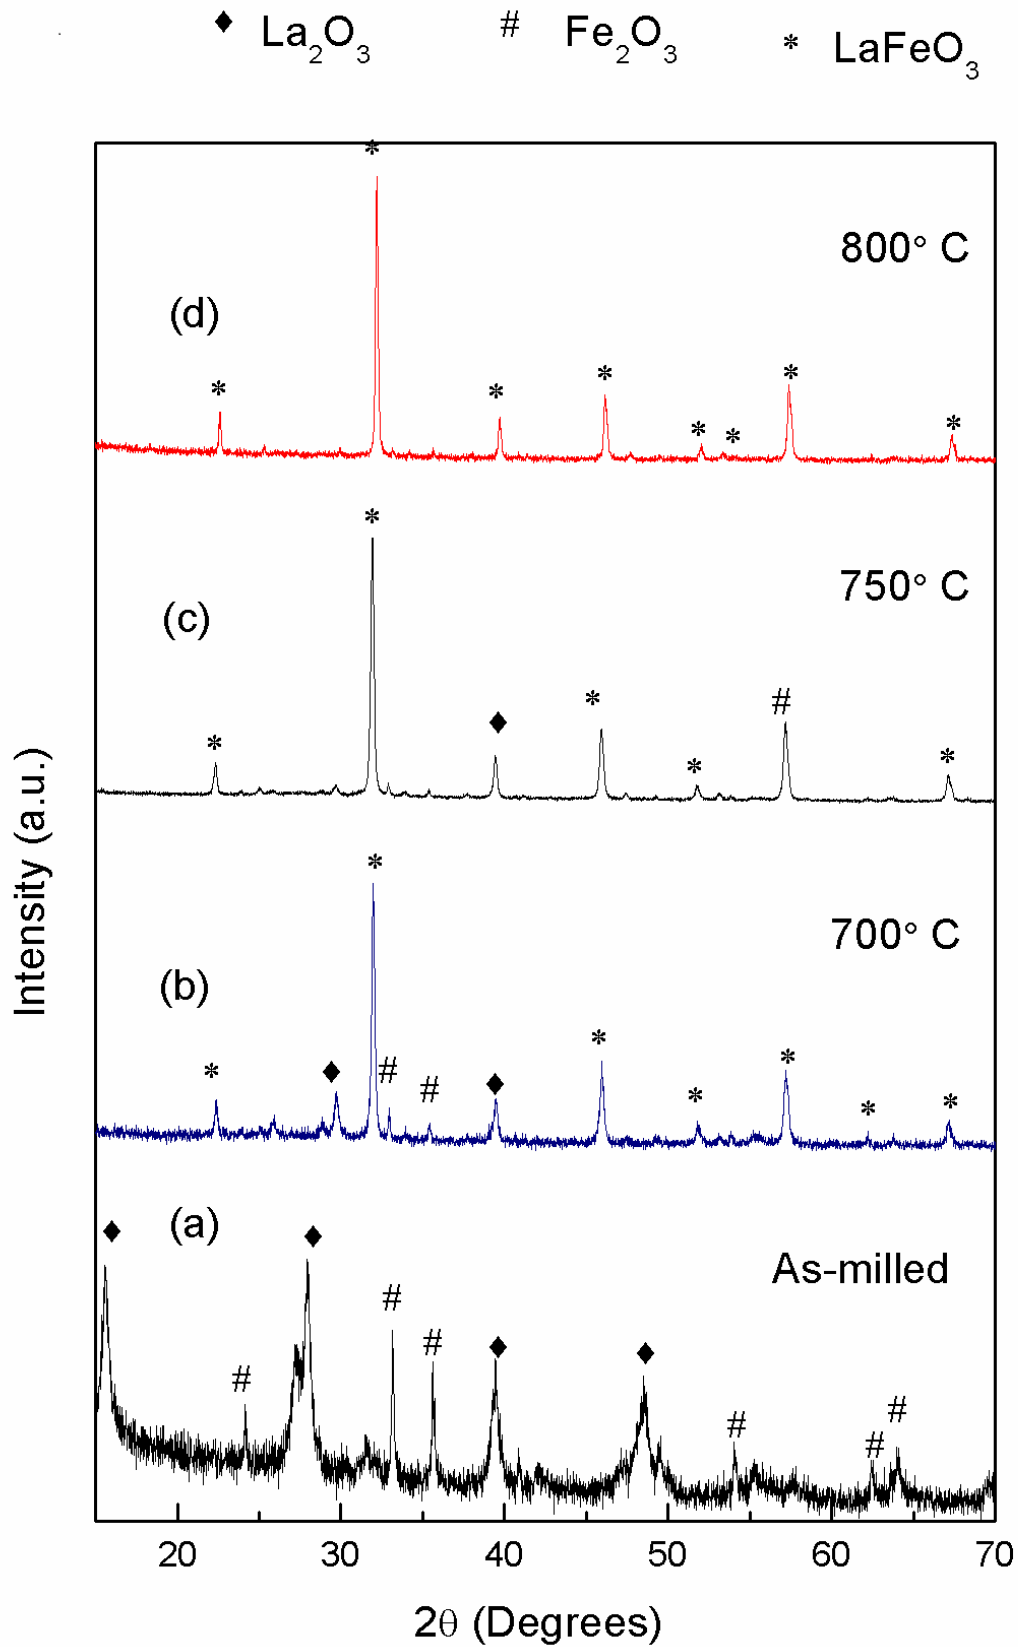 ◆ La₂O₃ # Fe₂O₃ * LaFeO₃
*
800° C
(d)
* * * * * * *
*
750° C
(c)
◆ * #
* * *
*
700° C
(b)
* ◆ # # ◆ * * * * *
(a)
◆ ◆
As-milled
# # # ◆ ◆
# # #
20 30 40 50 60 70
2θ (Degrees)
Intensity (a.u.)